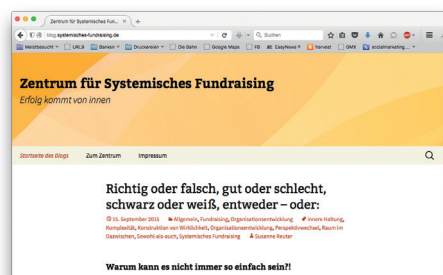 Zentrum für Systemisches Fun...
blog.systemisches-fundraising.de
Suchen
Meistbesucht
URLS
Banken
Druckereien
Die Bahn
Google Maps
FB
EasyNews
harvest
GMX
socialmarketing...
Zentrum für Systemisches Fundraising
Erfolg kommt von innen
Startseite des Blogs
Zum Zentrum
Impressum
Richtig oder falsch, gut oder schlecht,
schwarz oder weiß, entweder – oder:
15. September 2015 Allgemein, Fundraising, Organisationsentwicklung innere Haltung,
Komplexität, Konstruktion von Wirklichkeit, Organisationsentwicklung, Perspektivwechsel, Raum im
Dazwischen, Sowohl-als-auch, Systemisches Fundraising Susanne Reuter
Warum kann es nicht immer so einfach sein?!